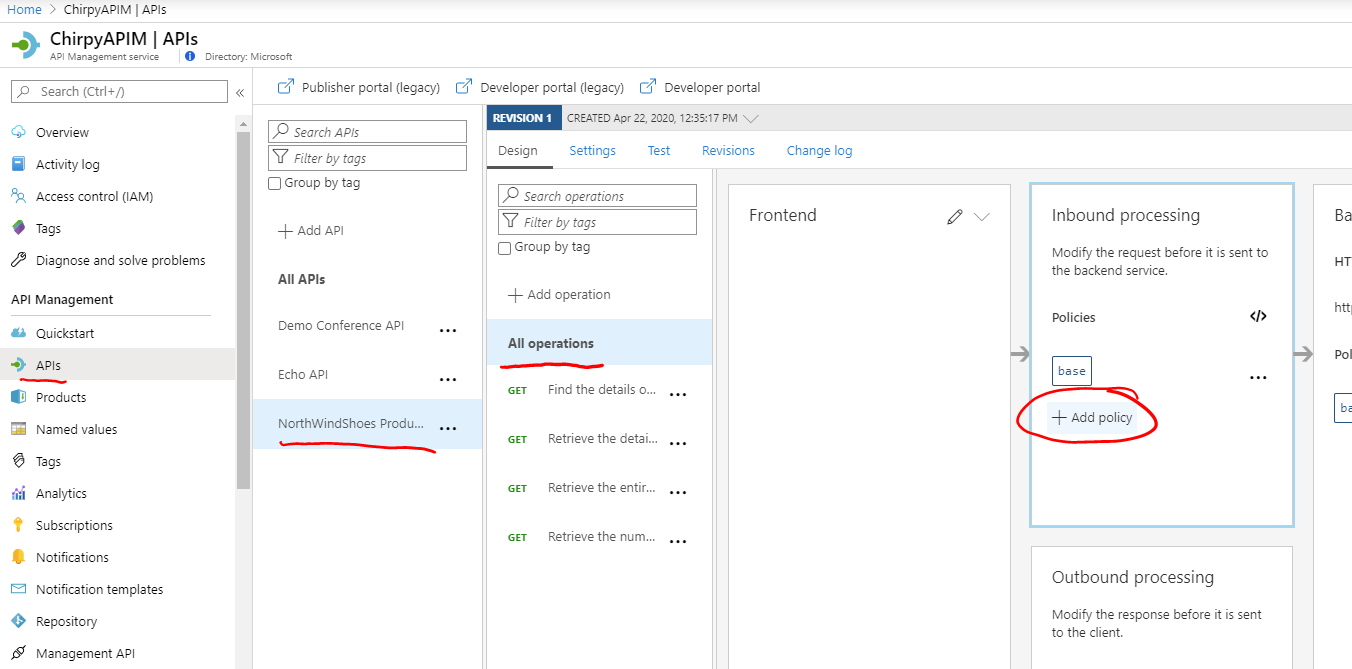 Home > ChirpyAPIM | APIs
ChirpyAPIM | APIs
API Management service
Directory: Microsoft
Search (Ctrl+/)
«
Overview
Activity log
Access control (IAM)
Tags
Diagnose and solve problems
API Management
Quickstart
APIs
Products
Named values
Tags
Analytics
Subscriptions
Notifications
Notification templates
Repository
Management API
Publisher portal (legacy)
Developer portal (legacy)
Developer portal
Search APIs
Filter by tags
Group by tag
+ Add API
All APIs
Demo Conference API ...
Echo API ...
NorthWindShoes Produ... ...
REVISION 1
CREATED Apr 22, 2020, 12:35:17 PM
Design
Settings
Test
Revisions
Change log
Search operations
Filter by tags
Group by tag
+ Add operation
All operations
GET Find the details o... ...
GET Retrieve the detai... ...
GET Retrieve the entir... ...
GET Retrieve the num... ...
Frontend
Inbound processing
Modify the request before it is sent to
the backend service.
Policies </>
base
...
+ Add policy
Outbound processing
Modify the response before it is sent
to the client.
Ba
HT
htt
Pol
ba